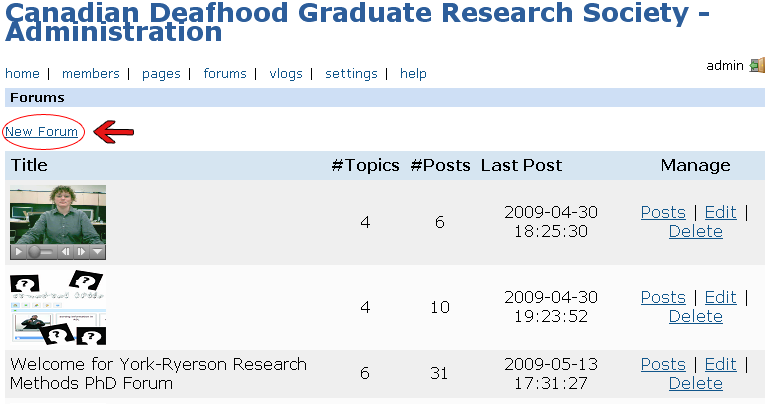 Canadian Deafhood Graduate Research Society -
Administration
home | members | pages | forums | vlogs | settings | help
admin
Forums
New Forum
Title #Topics #Posts Last Post Manage
4 6 2009-04-30 18:25:30 Posts | Edit | Delete
4 10 2009-04-30 19:23:52 Posts | Edit | Delete
Welcome for York-Ryerson Research
Methods PhD Forum
6 31 2009-05-13 17:31:27 Posts | Edit | Delete